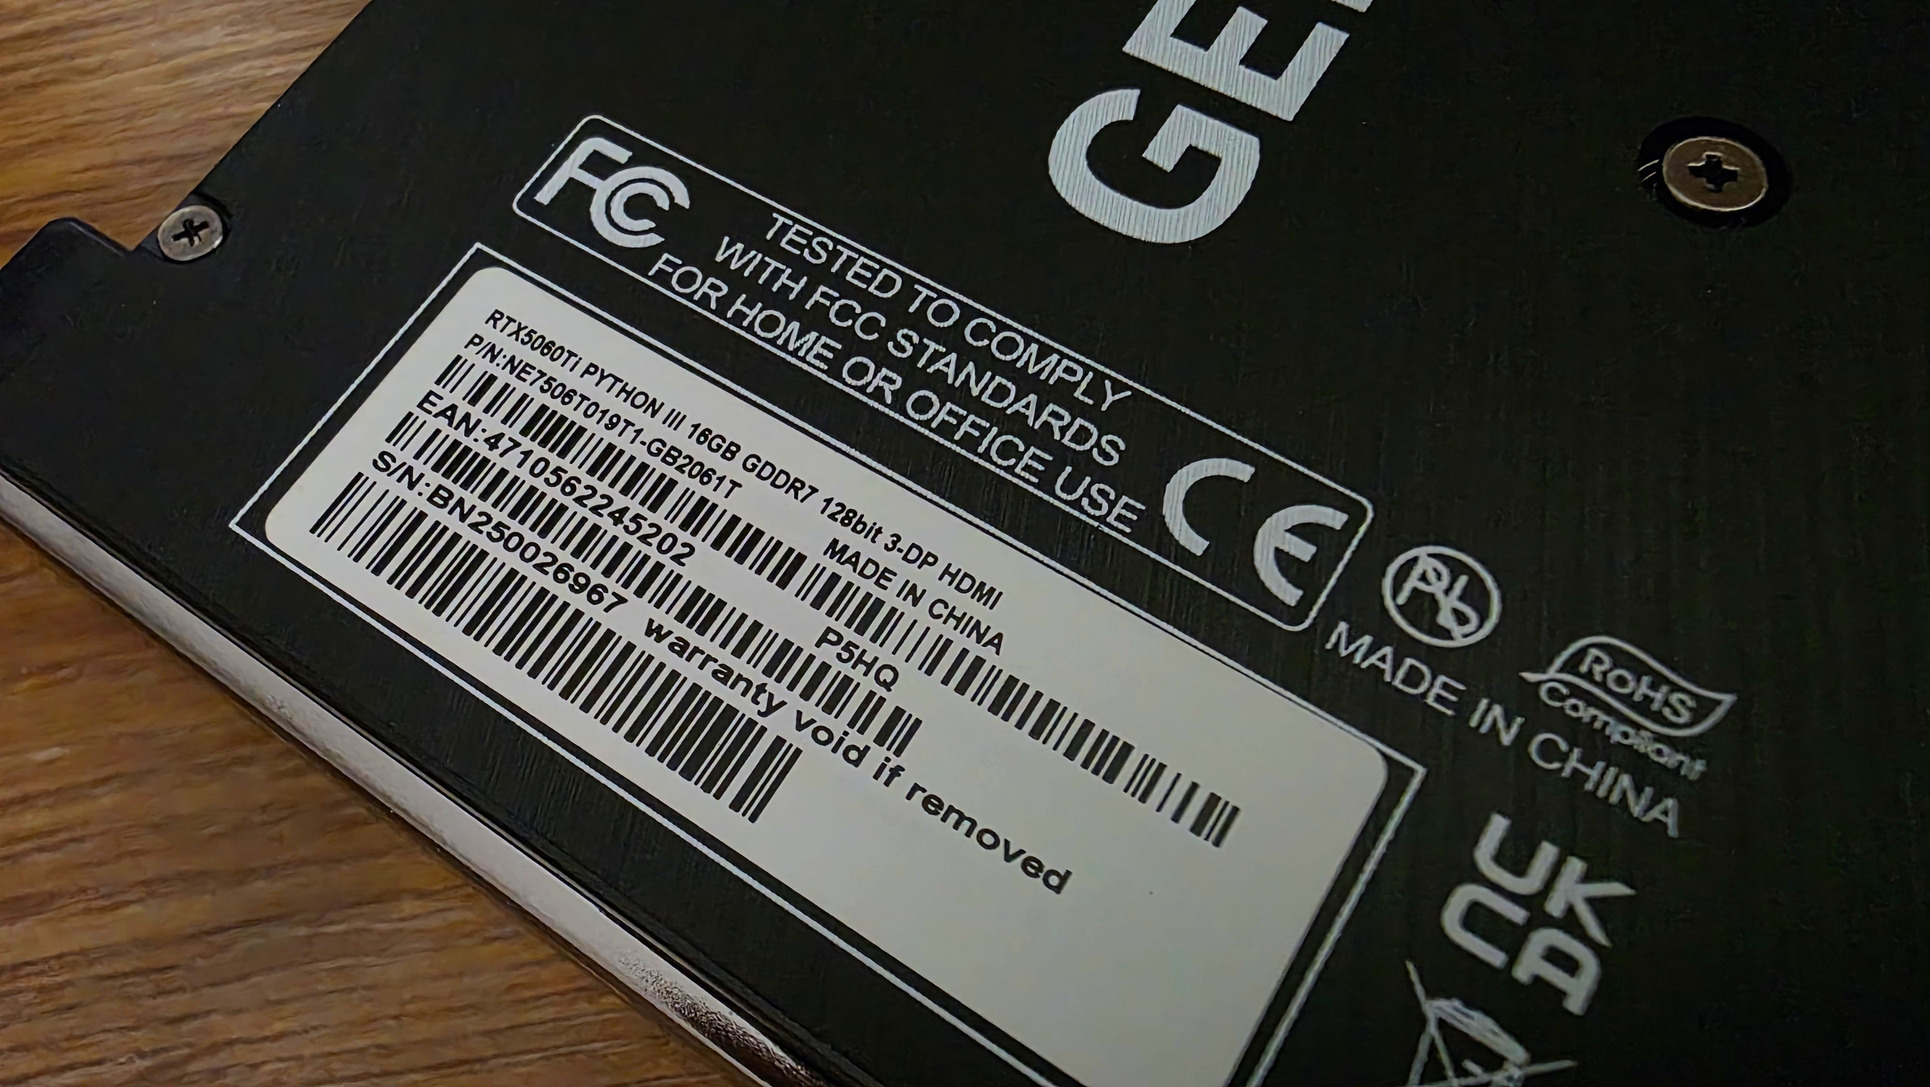 GE
FC
TESTED TO COMPLY
WITH FCC STANDARDS
FOR HOME OR OFFICE USE
CE
RTX5060Ti PYTHON III 16GB GDDR7 128bit 3-DP HDMI
P/N:NE7506T019T1-GB2061T
MADE IN CHINA
EAN:4710562245202
P5HQ
S/N:BN250026967
warranty void if removed
Pb
MADE IN CHINA
RoHS
Compliant
UK
CA